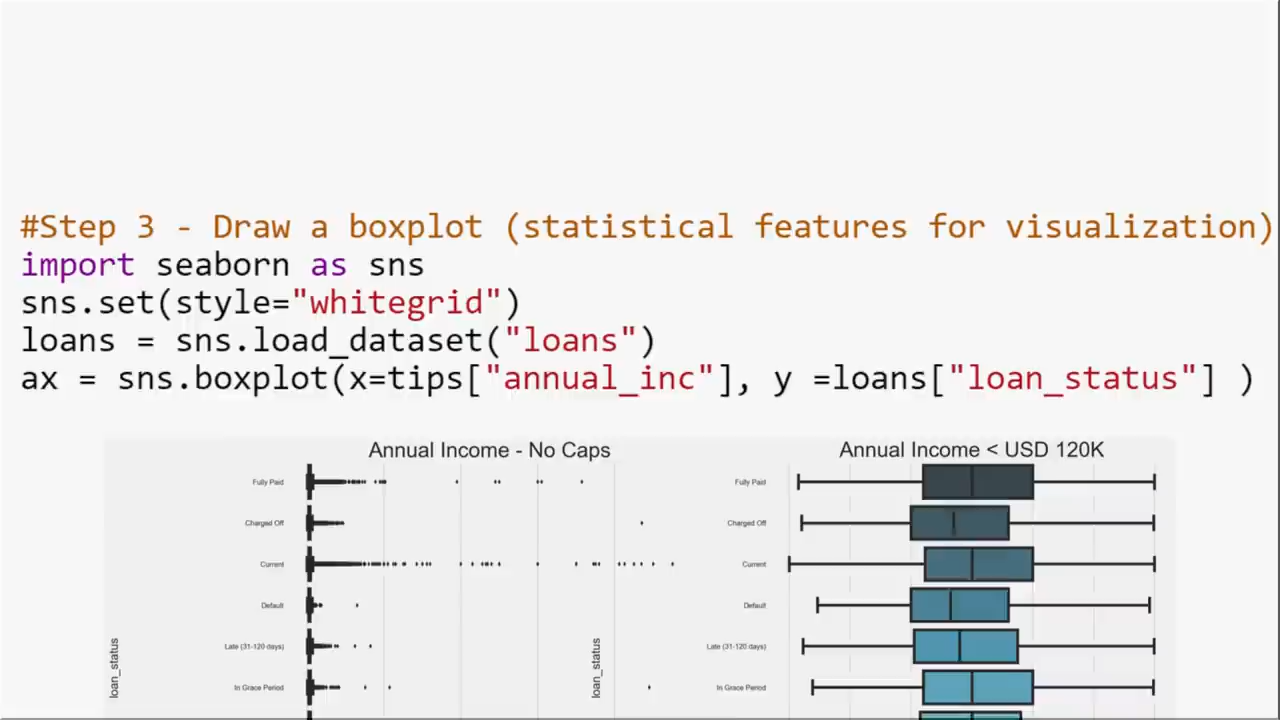 #Step 3 - Draw a boxplot (statistical features for visualization)
import seaborn as sns
sns.set(style="whitegrid")
loans = sns.load_dataset("loans")
ax = sns.boxplot(x=tips["annual_inc"], y =loans["loan_status"] )
Annual Income - No Caps
Fully Paid
Charged Off
Current
Default
Late (31-120 days)
In Grace Period
loan_status
Annual Income < USD 120K
Fully Paid
Charged Off
Current
Default
Late (31-120 days)
In Grace Period
loan_status